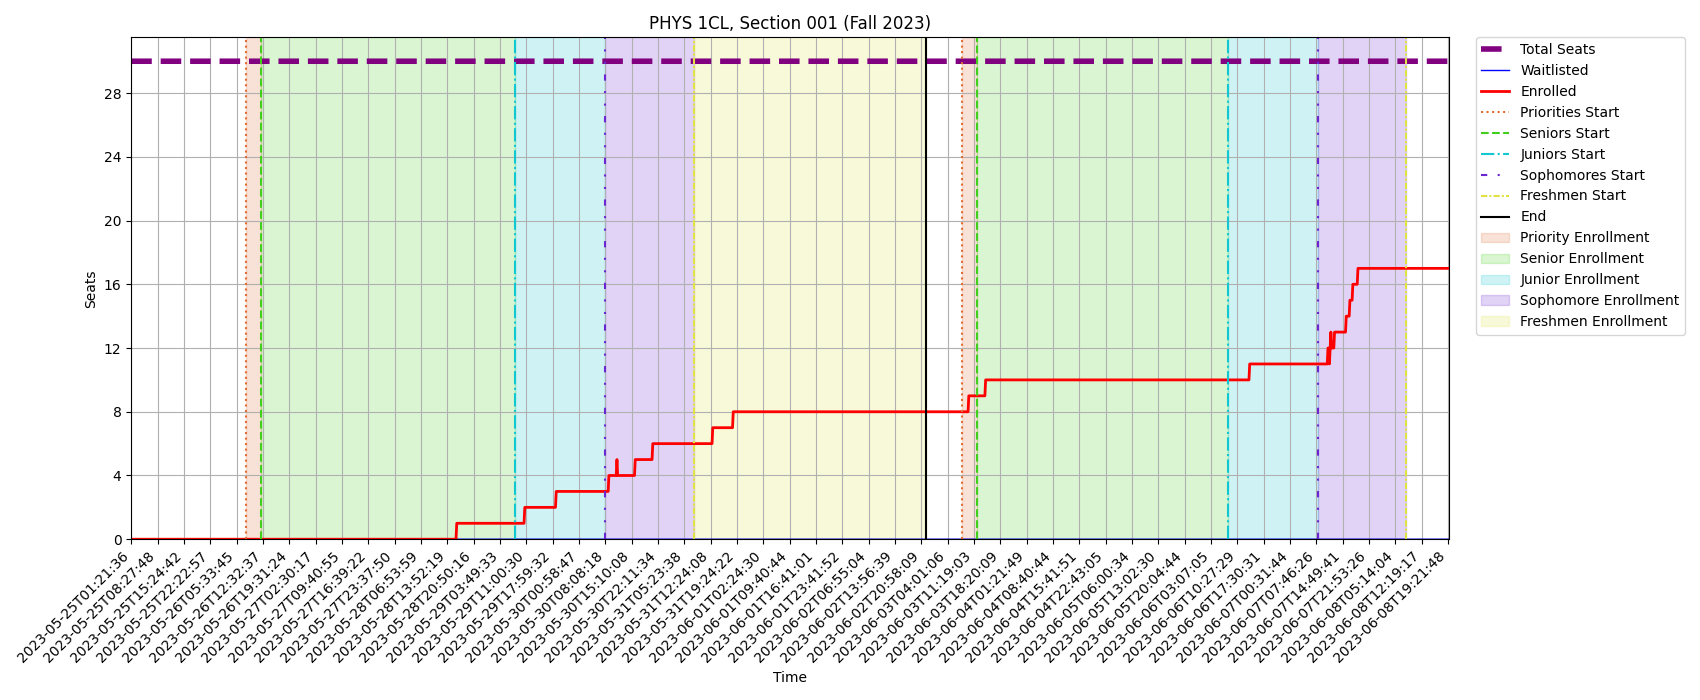 PHYS 1CL, Section 001 (Fall 2023)
Seats
28
24
20
16
12
8
4
0
2023-05-25T01:21:36
2023-05-25T08:27:48
2023-05-25T15:24:42
2023-05-25T22:22:57
2023-05-26T05:33:45
2023-05-26T12:32:37
2023-05-26T19:31:24
2023-05-27T02:30:17
2023-05-27T09:40:55
2023-05-27T16:39:22
2023-05-27T23:37:50
2023-05-28T06:53:59
2023-05-28T13:52:19
2023-05-28T20:50:16
2023-05-29T03:49:33
2023-05-29T11:00:30
2023-05-29T17:59:32
2023-05-30T00:58:47
2023-05-30T08:08:18
2023-05-30T15:10:08
2023-05-30T22:11:34
2023-05-31T05:23:38
2023-05-31T12:24:08
2023-05-31T19:24:22
2023-06-01T02:24:30
2023-06-01T09:40:44
2023-06-01T16:41:01
2023-06-01T23:41:52
2023-06-02T06:55:04
2023-06-02T13:56:39
2023-06-02T20:58:09
2023-06-03T04:01:06
2023-06-03T11:19:03
2023-06-03T18:20:09
2023-06-04T01:21:49
2023-06-04T08:40:44
2023-06-04T15:41:51
2023-06-04T22:43:05
2023-06-05T06:00:34
2023-06-05T13:02:30
2023-06-05T20:04:44
2023-06-06T03:07:05
2023-06-06T10:27:29
2023-06-06T17:30:31
2023-06-07T00:31:44
2023-06-07T07:46:26
2023-06-07T14:49:41
2023-06-07T21:53:26
2023-06-08T05:14:04
2023-06-08T12:19:17
2023-06-08T19:21:48
Time
Total Seats
Waitlisted
Enrolled
Priorities Start
Seniors Start
Juniors Start
Sophomores Start
Freshmen Start
End
Priority Enrollment
Senior Enrollment
Junior Enrollment
Sophomore Enrollment
Freshmen Enrollment